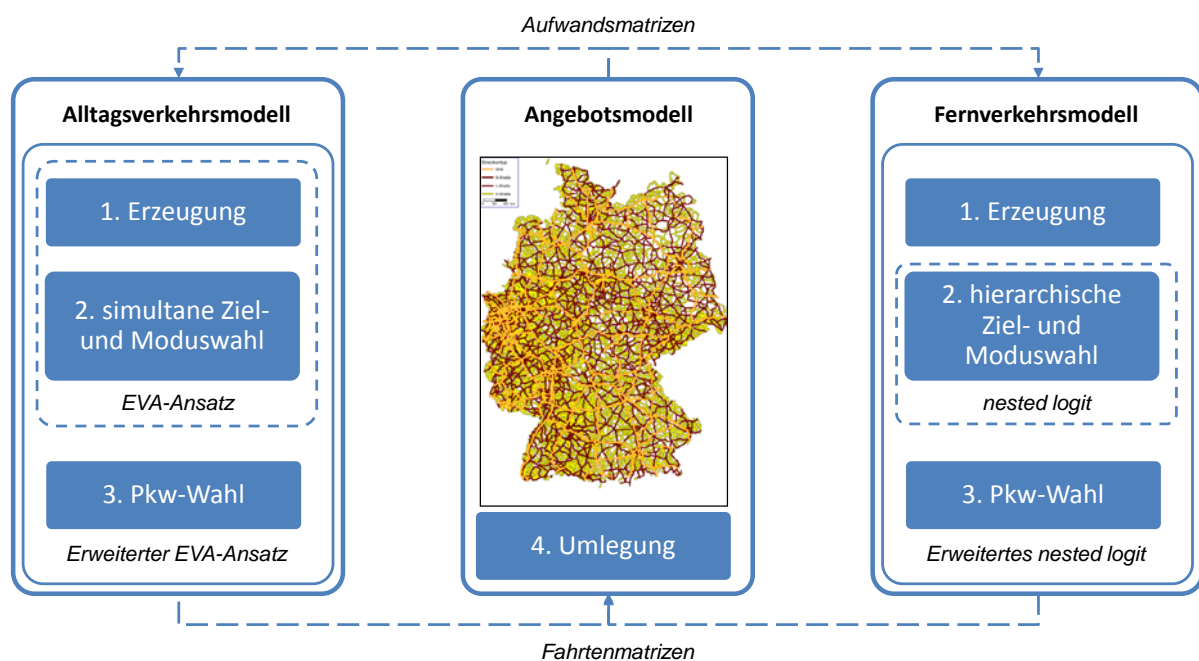 Aufwandsmatrizen
Alltagsverkehrsmodell
1. Erzeugung
2. simultane Ziel-
und Moduswahl
EVA-Ansatz
3. Pkw-Wahl
Erweiterter EVA-Ansatz
Angebotsmodell
4. Umlegung
Fernverkehrsmodell
1. Erzeugung
2. hierarchische
Ziel- und
Moduswahl
nested logit
3. Pkw-Wahl
Erweitertes nested logit
Fahrtenmatrizen